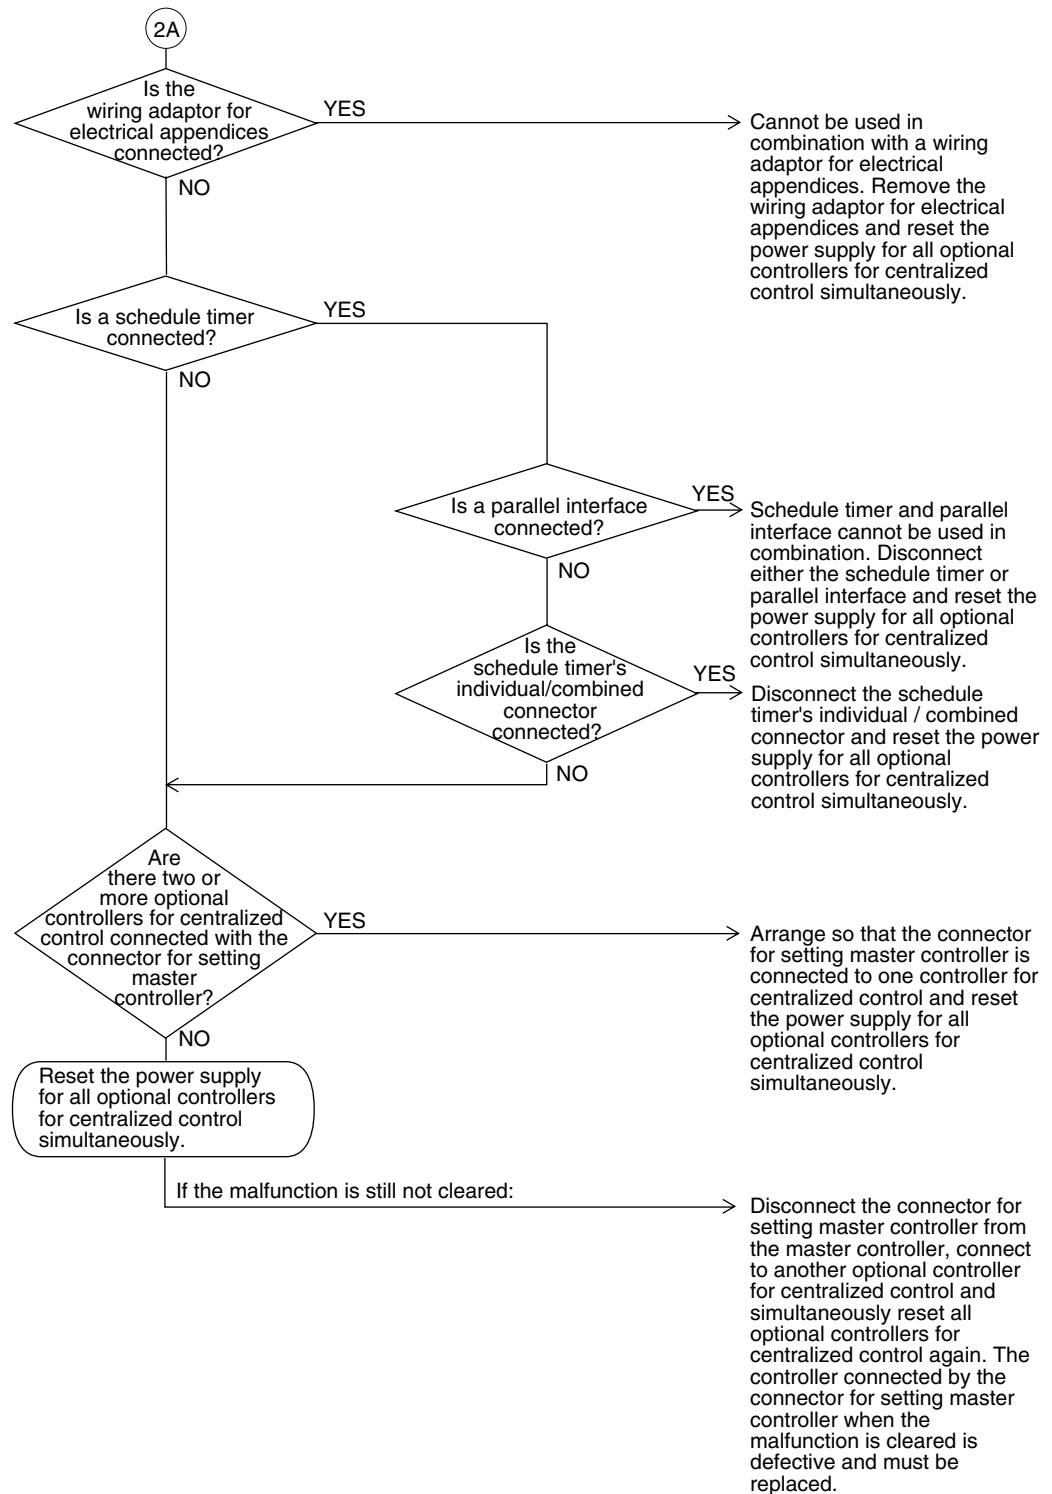 2A
Is the
wiring adaptor for
electrical appendices
connected?
YES
Cannot be used in
combination with a wiring
adaptor for electrical
appendices. Remove the
wiring adaptor for electrical
appendices and reset the
power supply for all optional
controllers for centralized
control simultaneously.
NO
Is a schedule timer
connected?
YES
NO
Is a parallel interface
connected?
YES
Schedule timer and parallel
interface cannot be used in
combination. Disconnect
either the schedule timer or
parallel interface and reset the
power supply for all optional
controllers for centralized
control simultaneously.
NO
Is the
schedule timer's
individual/combined
connector
connected?
YES
Disconnect the schedule
timer's individual / combined
connector and reset the power
supply for all optional
controllers for centralized
control simultaneously.
NO
Are
there two or
more optional
controllers for centralized
control connected with the
connector for setting
master
controller?
YES
Arrange so that the connector
for setting master controller is
connected to one controller for
centralized control and reset
the power supply for all
optional controllers for
centralized control
simultaneously.
NO
Reset the power supply
for all optional controllers
for centralized control
simultaneously.
If the malfunction is still not cleared:
Disconnect the connector for
setting master controller from
the master controller, connect
to another optional controller
for centralized control and
simultaneously reset all
optional controllers for
centralized control again. The
controller connected by the
connector for setting master
controller when the
malfunction is cleared is
defective and must be
replaced.